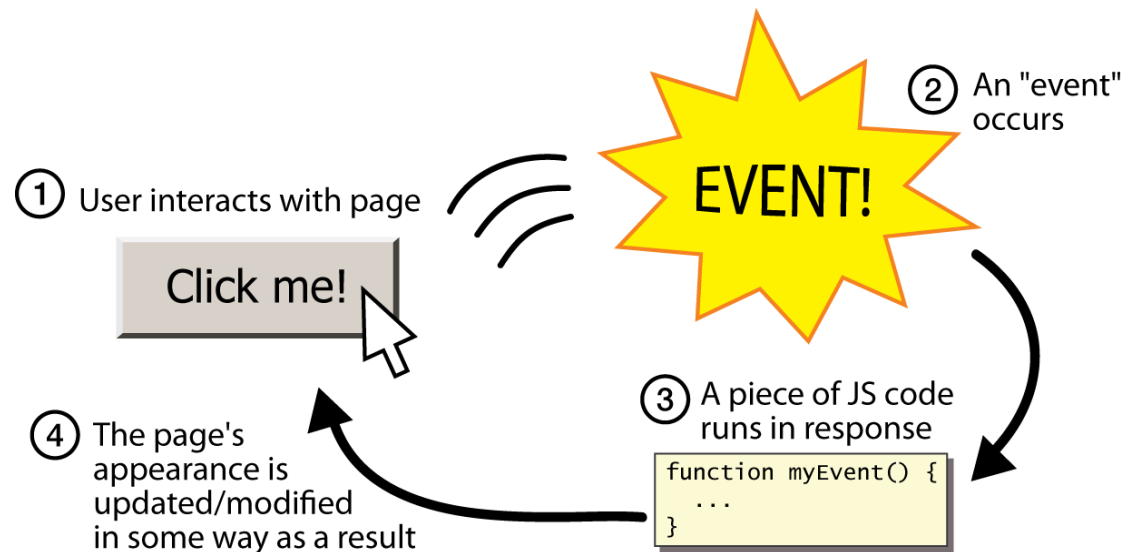 1 User interacts with page
Click me!
EVENT!
2 An "event"
occurs
3 A piece of JS code
runs in response
function myEvent() {
...
}
4 The page's
appearance is
updated/modified
in some way as a result